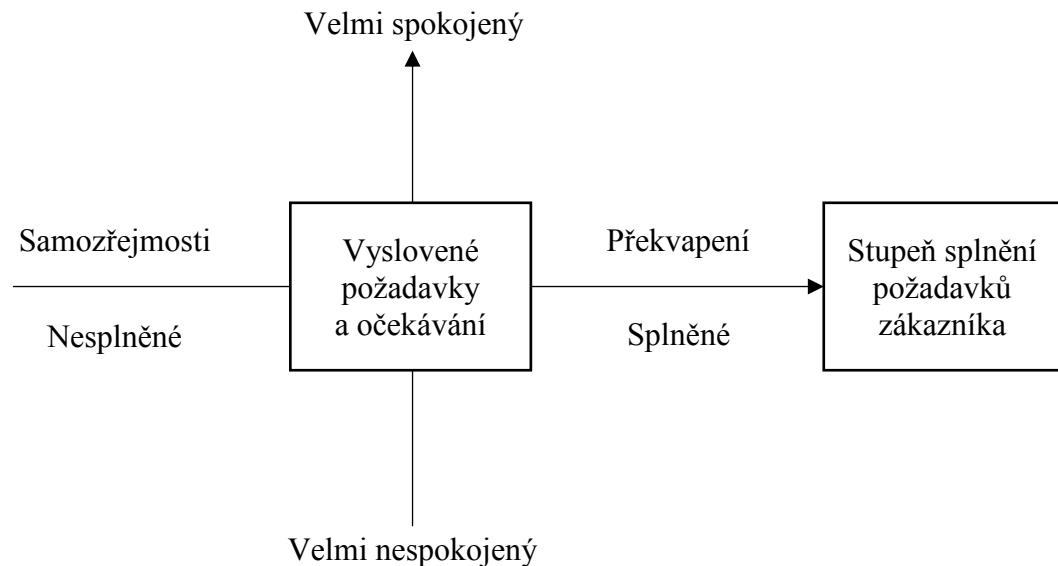 Velmi spokojený
Samozřejmosti
Nesplněné
Vyslovené
požadavky
a očekávání
Překvapení
Splněné
Stupeň splnění
požadavků
zákazníka
Velmi nespokojený